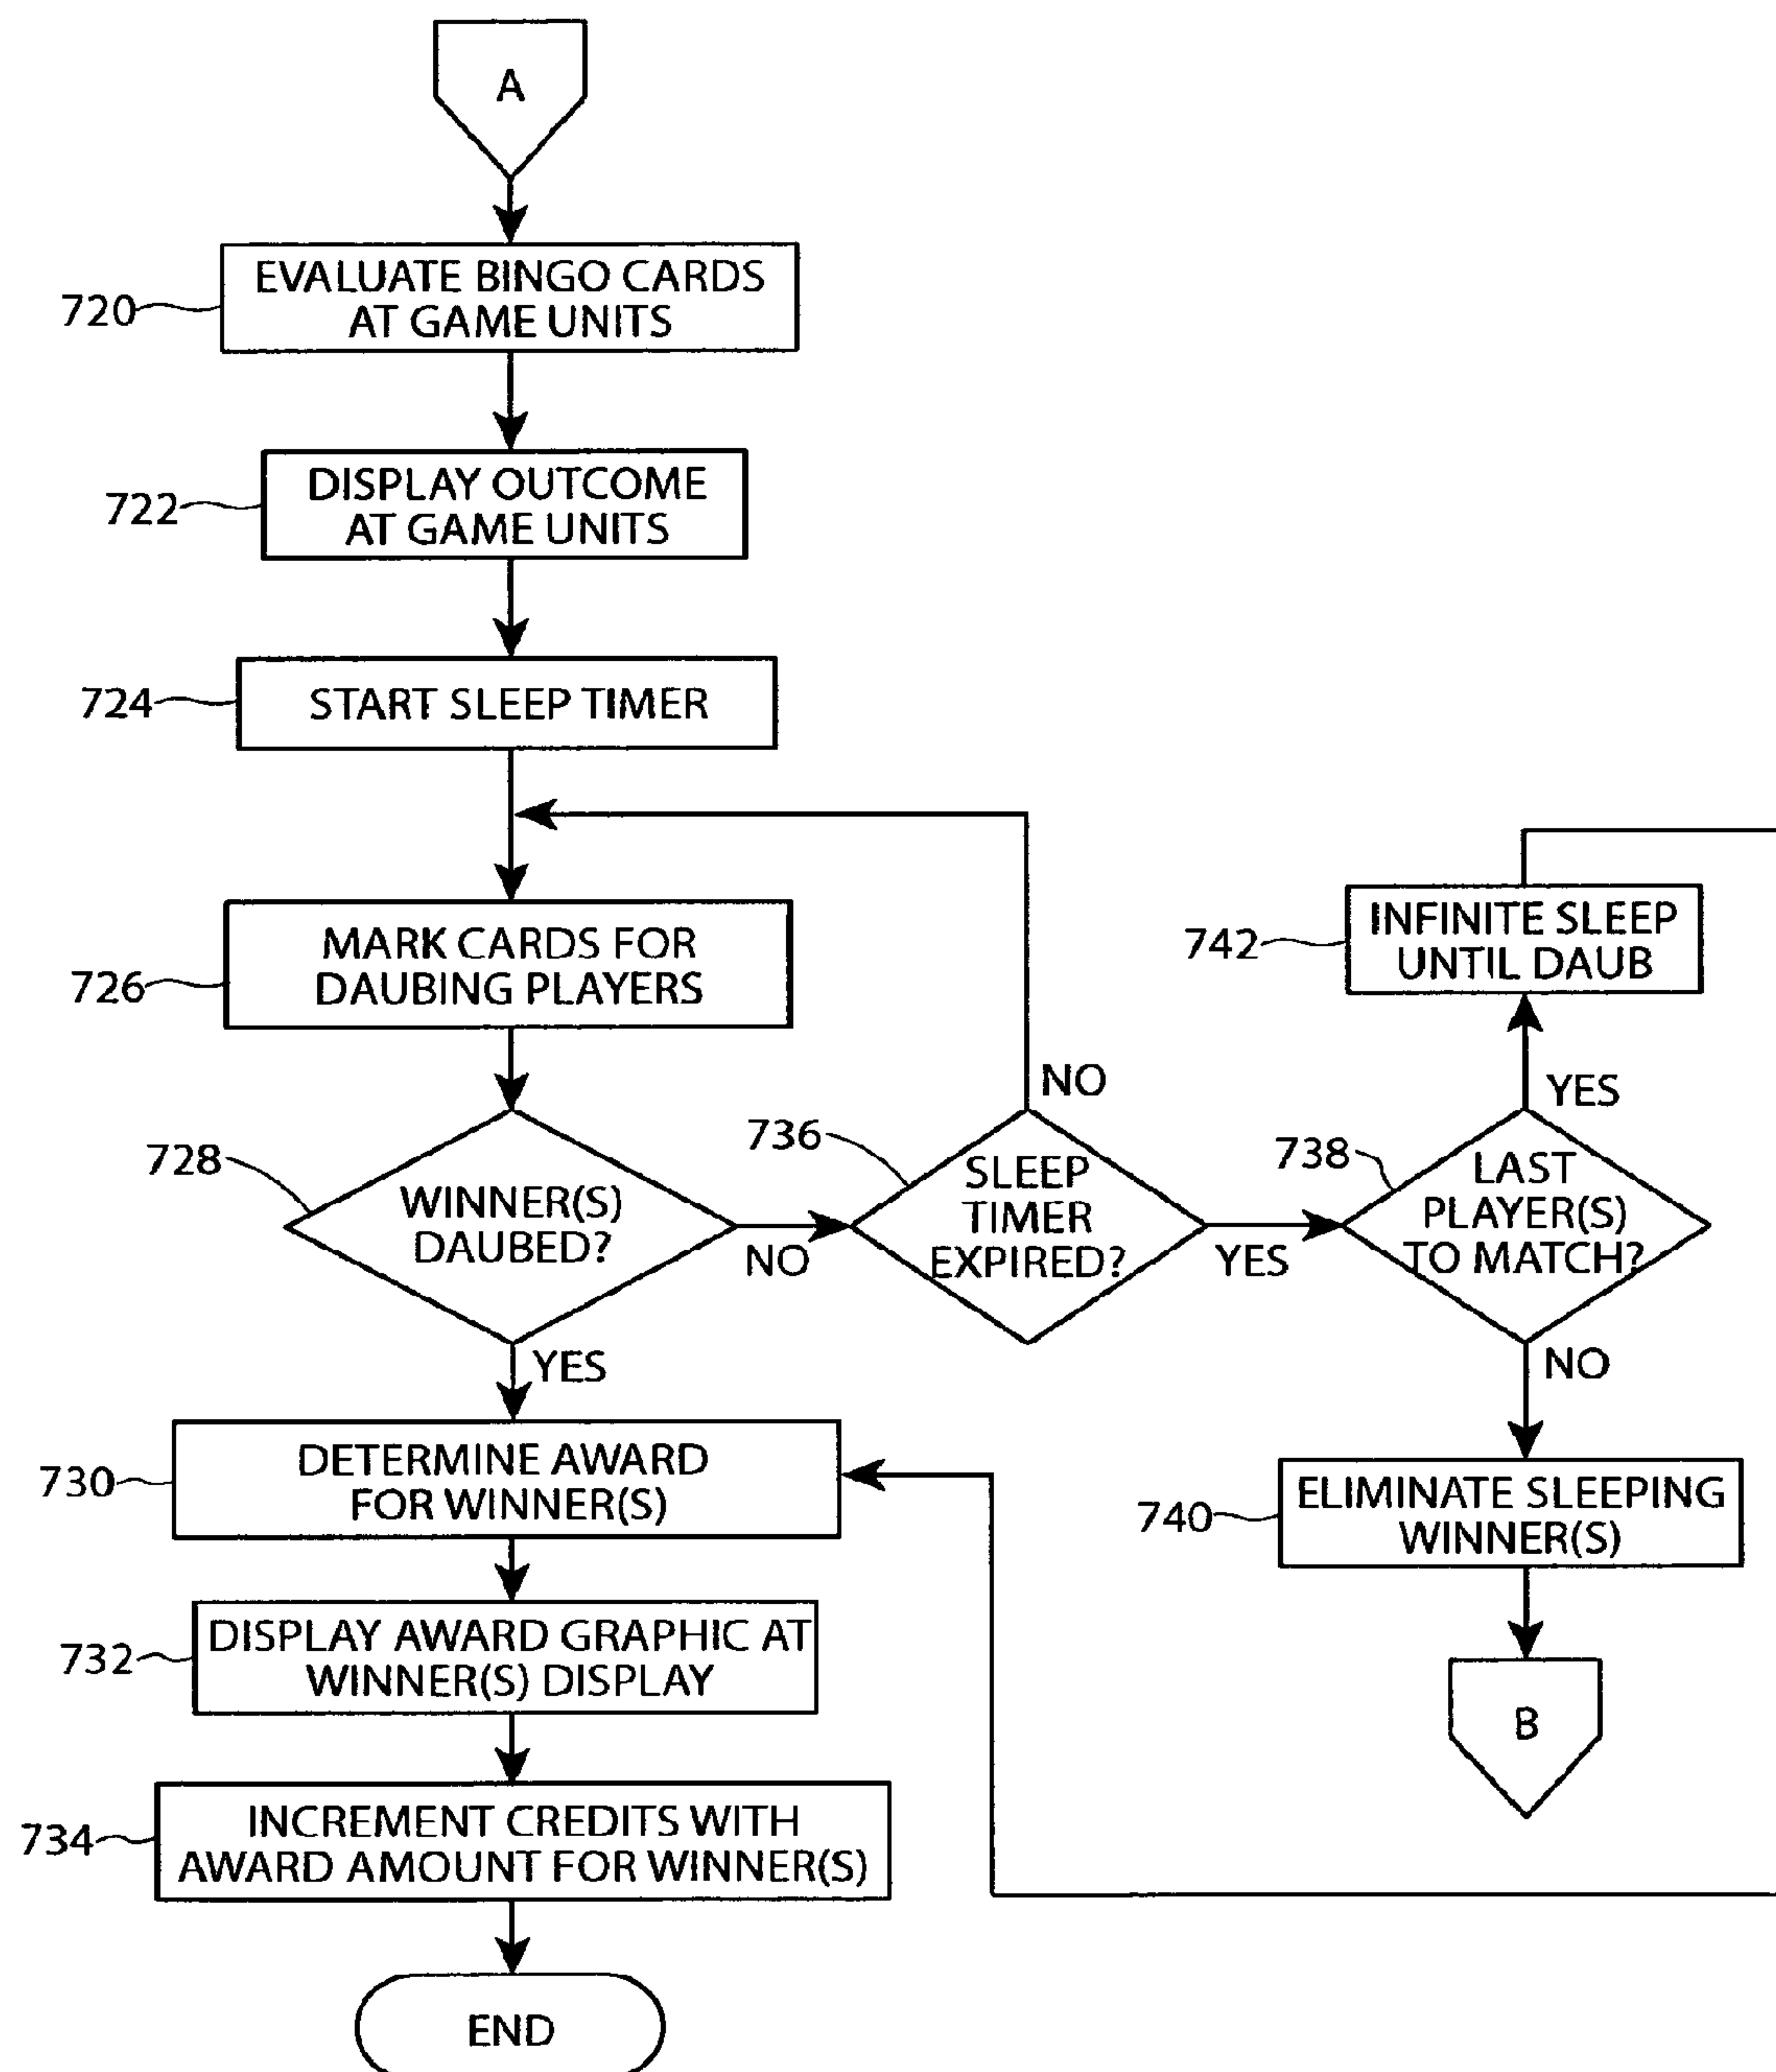 A
720
EVALUATE BINGO CARDS
AT GAME UNITS
722
DISPLAY OUTCOME
AT GAME UNITS
724
START SLEEP TIMER
726
MARK CARDS FOR
DAUBING PLAYERS
728
WINNER(S)
DAUBED?
NO
YES
736
SLEEP
TIMER
EXPIRED?
NO
YES
738
LAST
PLAYER(S)
TO MATCH?
YES
NO
742
INFINITE SLEEP
UNTIL DAUB
740
ELIMINATE SLEEPING
WINNER(S)
B
730
DETERMINE AWARD
FOR WINNER(S)
732
DISPLAY AWARD GRAPHIC AT
WINNER(S) DISPLAY
734
INCREMENT CREDITS WITH
AWARD AMOUNT FOR WINNER(S)
END